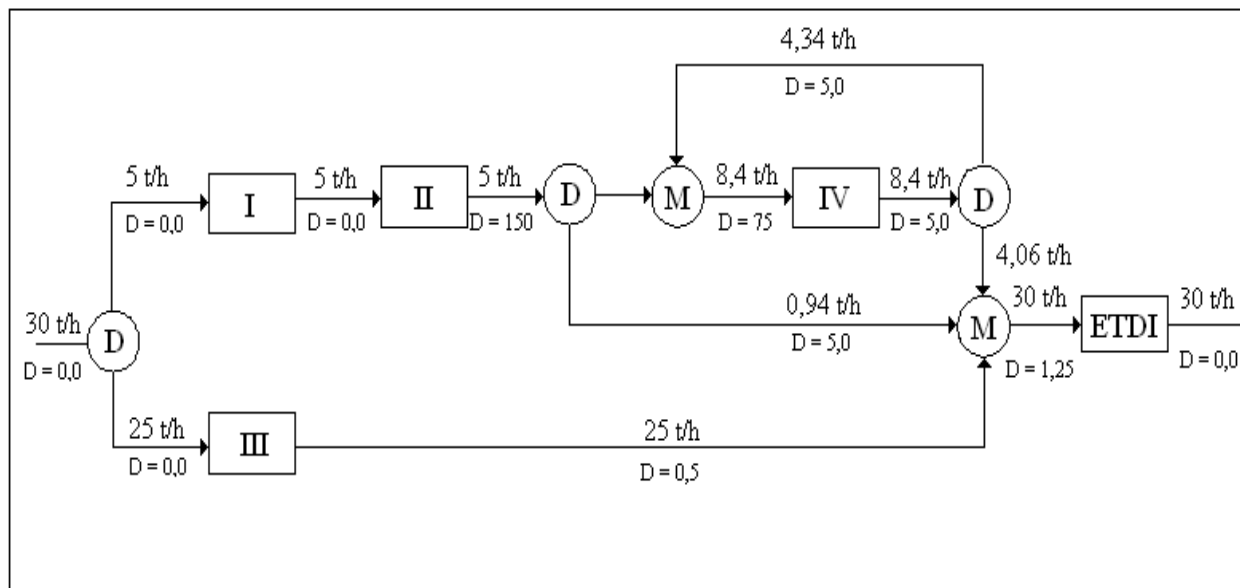 4,34 t/h
D = 5,0
5 t/h
D = 0,0
I
5 t/h
D = 0,0
II
5 t/h
D = 150
D
M
8,4 t/h
D = 75
IV
8,4 t/h
D = 5,0
D
4,06 t/h
30 t/h
D = 0,0
D
0,94 t/h
D = 5,0
M
30 t/h
D = 1,25
ETDI
30 t/h
D = 0,0
25 t/h
D = 0,0
III
25 t/h
D = 0,5